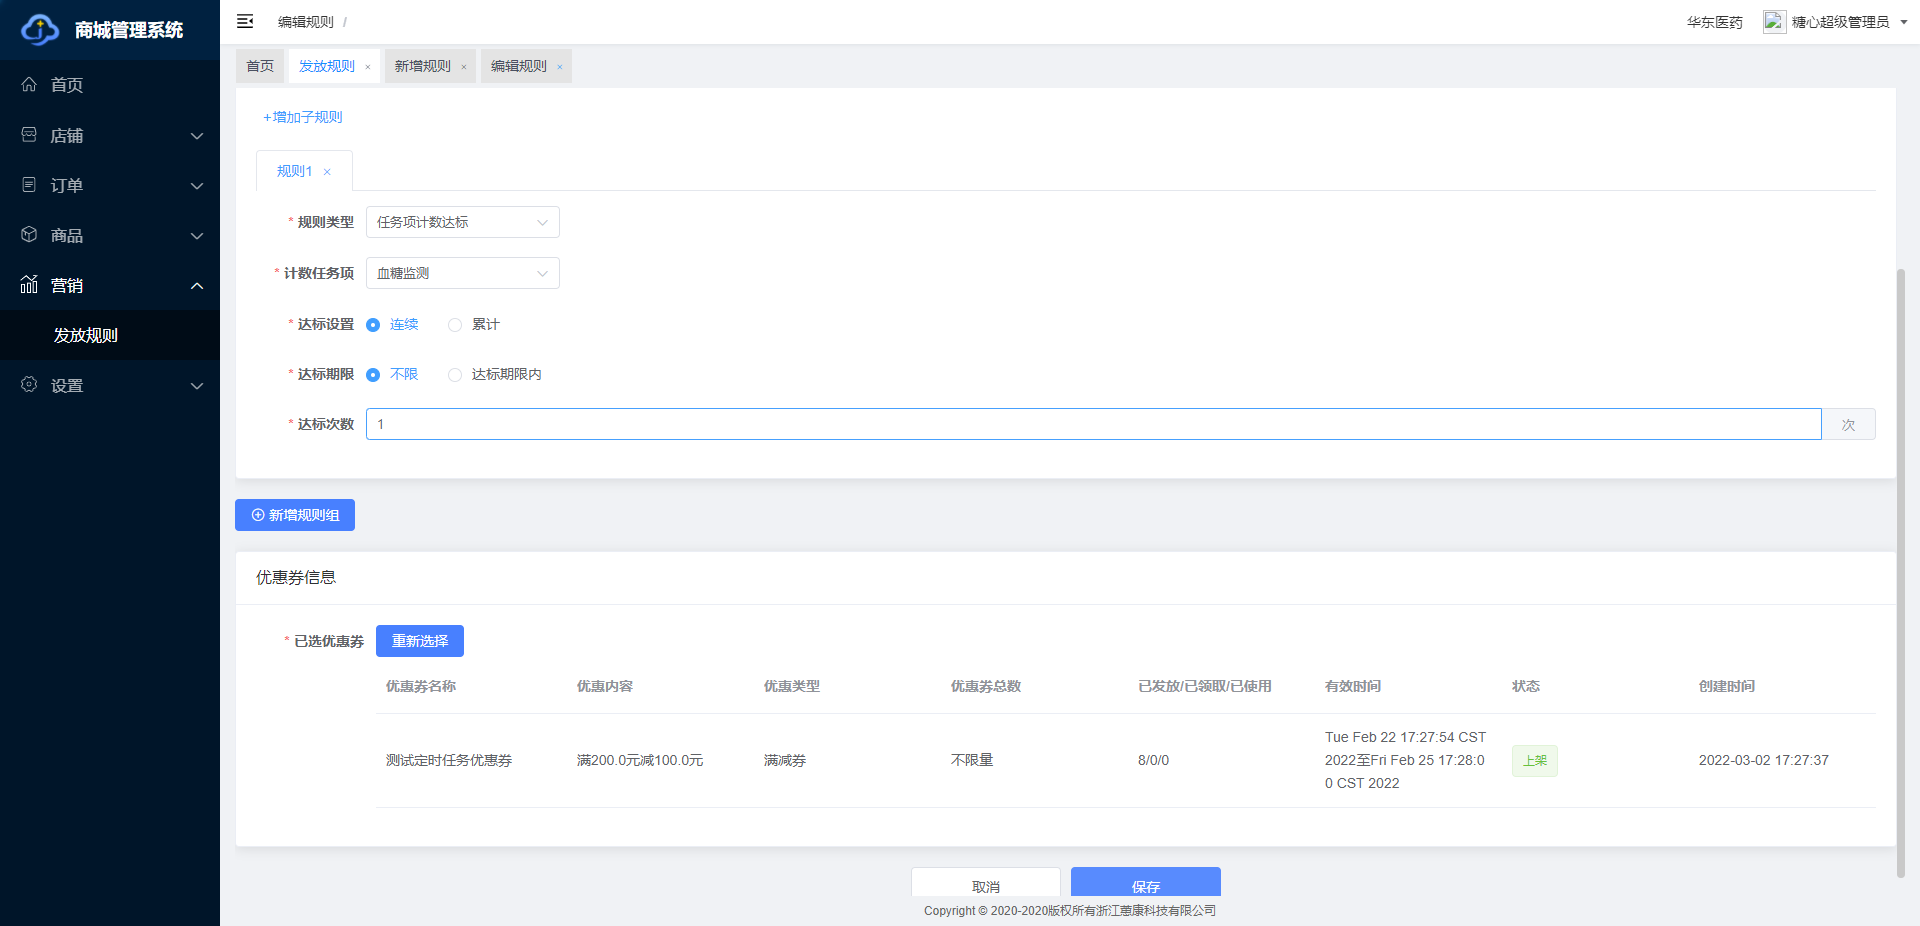 商城管理系统
编辑规则 /
华东医药
糖心超级管理员
首页
店铺
订单
商品
营销
发放规则
设置
首页
发放规则 ×
新增规则 ×
编辑规则 ×
+增加子规则
规则1 ×
* 规则类型 任务项计数达标
* 计数任务项 血糖监测
* 达标设置 连续 累计
* 达标期限 不限 达标期限内
* 达标次数 1 次
新增规则组
优惠券信息
* 已选优惠券 重新选择
优惠券名称 优惠内容 优惠类型 优惠券总数 已发放/已领取/已使用 有效时间 状态 创建时间
测试定时任务优惠券 满200.0元减100.0元 满减券 不限量 8/0/0 Tue Feb 22 17:27:54 CST
2022至Fri Feb 25 17:28:0
0 CST 2022
上架 2022-03-02 17:27:37
取消 保存
Copyright © 2020-2020版权所有浙江蕙康科技有限公司